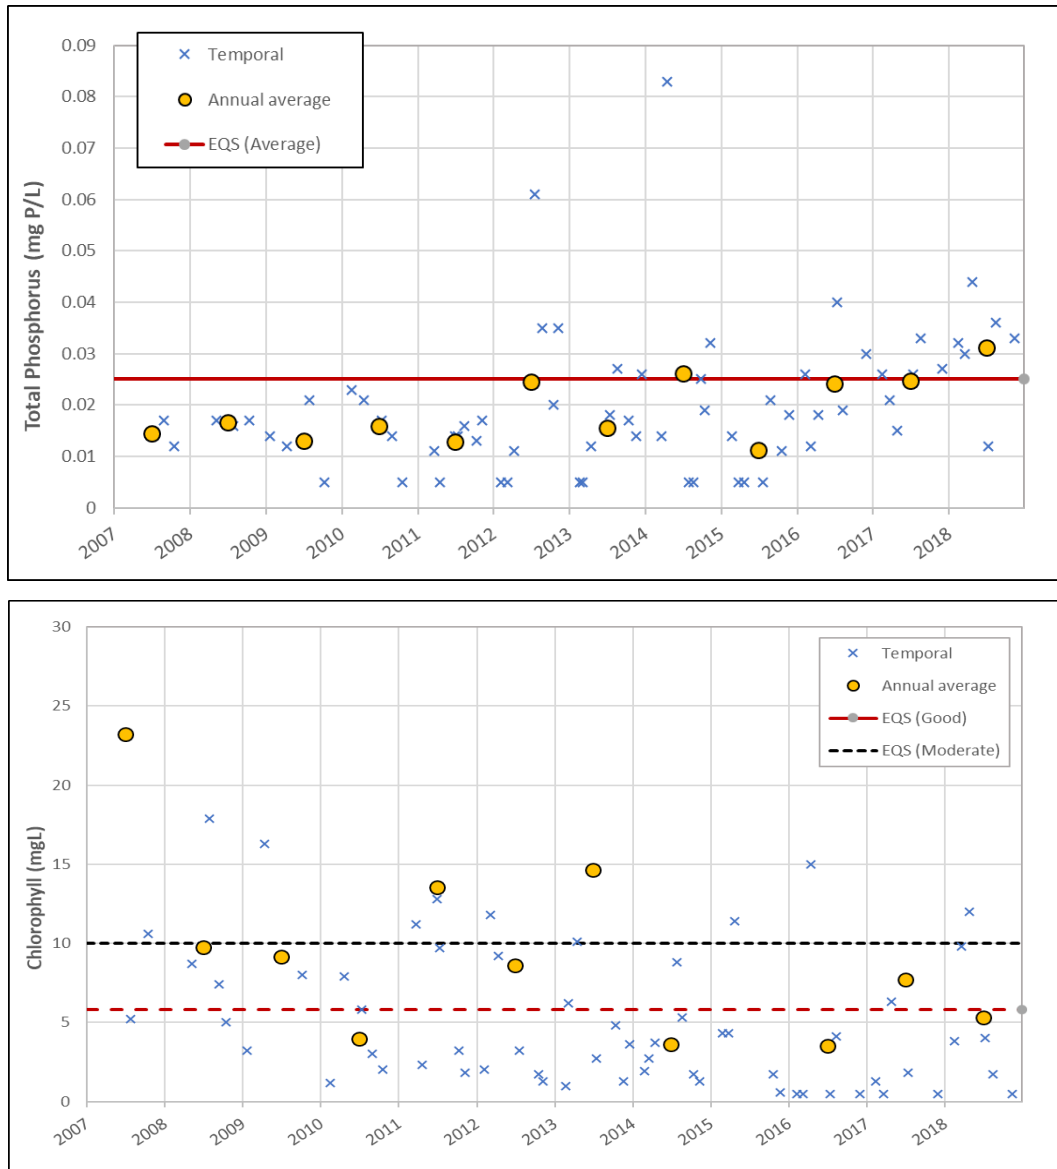 Temporal
Annual average
EQS (Average)
Total Phosphorus (mg P/L)
0.09
0.08
0.07
0.06
0.05
0.04
0.03
0.02
0.01
0
2007 2008 2009 2010 2011 2012 2013 2014 2015 2016 2017 2018
Temporal
Annual average
EQS (Good)
EQS (Moderate)
Chlorophyll (mgL)
30
25
20
15
10
5
0
2007 2008 2009 2010 2011 2012 2013 2014 2015 2016 2017 2018